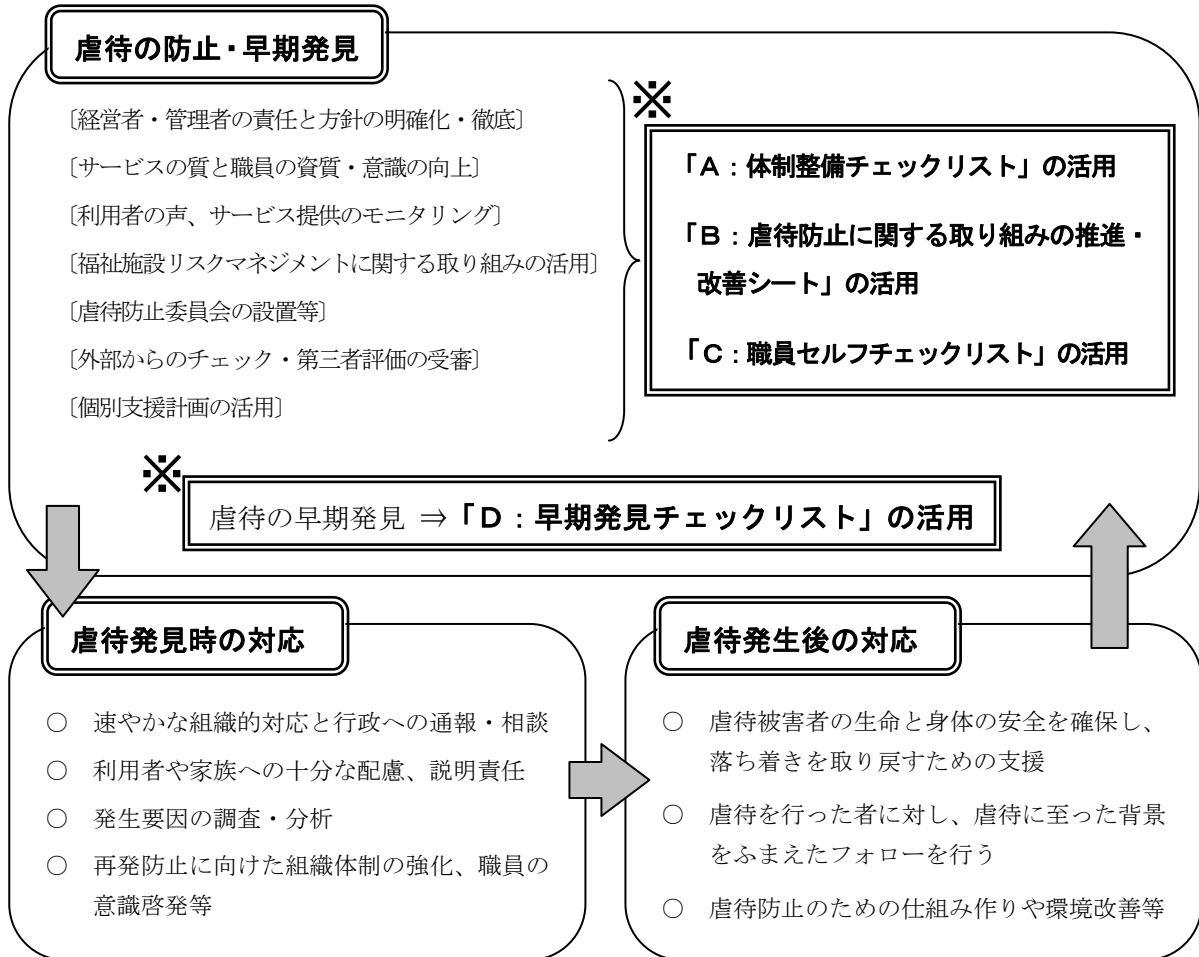 虐待の防止・早期発見
〔経営者・管理者の責任と方針の明確化・徹底〕
〔サービスの質と職員の資質・意識の向上〕
〔利用者の声、サービス提供のモニタリング〕
〔福祉施設リスクマネジメントに関する取り組みの活用〕
〔虐待防止委員会の設置等〕
〔外部からのチェック・第三者評価の受審〕
〔個別支援計画の活用〕
※
「A：体制整備チェックリスト」の活用
「B：虐待防止に関する取り組みの推進・
改善シート」の活用
「C：職員セルフチェックリスト」の活用
※
虐待の早期発見 ⇒「D：早期発見チェックリスト」の活用
虐待発見時の対応
○ 速やかな組織的対応と行政への通報・相談
○ 利用者や家族への十分な配慮、説明責任
○ 発生要因の調査・分析
○ 再発防止に向けた組織体制の強化、職員の
意識啓発等
虐待発生後の対応
○ 虐待被害者の生命と身体の安全を確保し、
落ち着きを取り戻すための支援
○ 虐待を行った者に対し、虐待に至った背景
をふまえたフォローを行う
○ 虐待防止のための仕組み作りや環境改善等